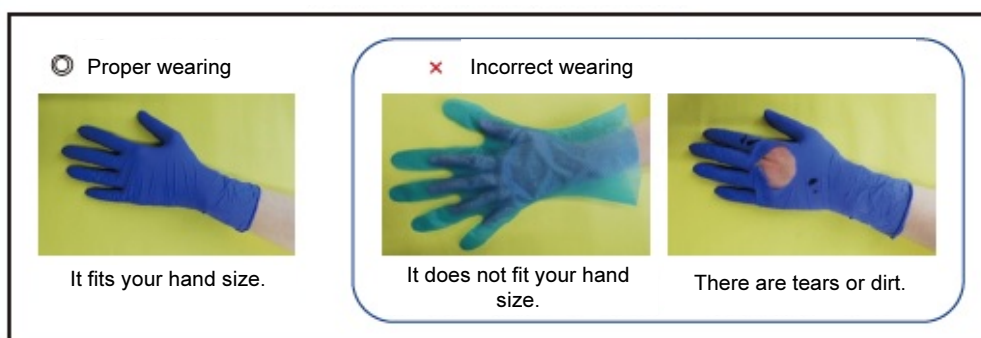 ◎ Proper wearing
It fits your hand size.
× Incorrect wearing
It does not fit your hand
size.
There are tears or dirt.